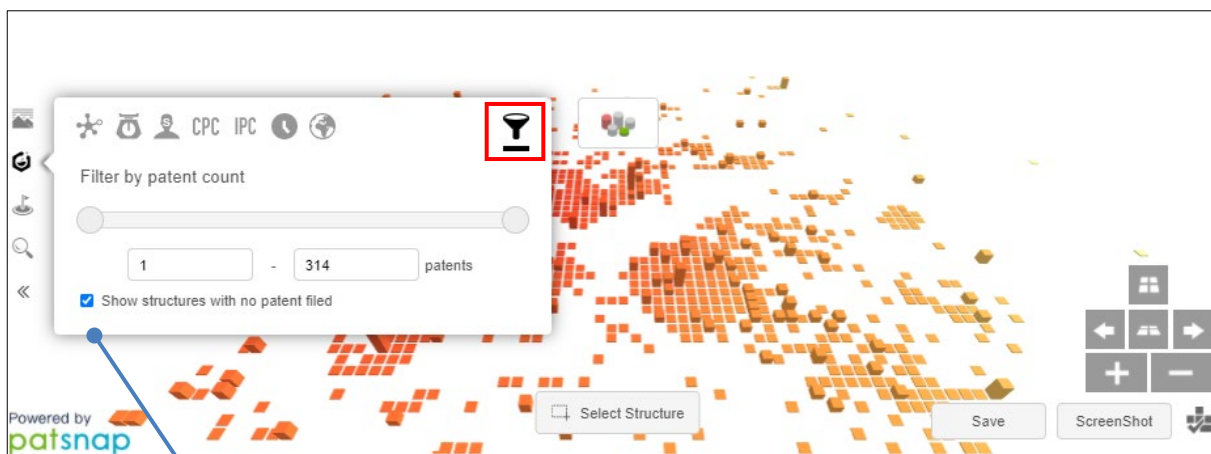 CPC IPC
Filter by patent count
1 - 314 patents
Show structures with no patent filed
Select Structure
Save
ScreenShot
Powered by
patsnap